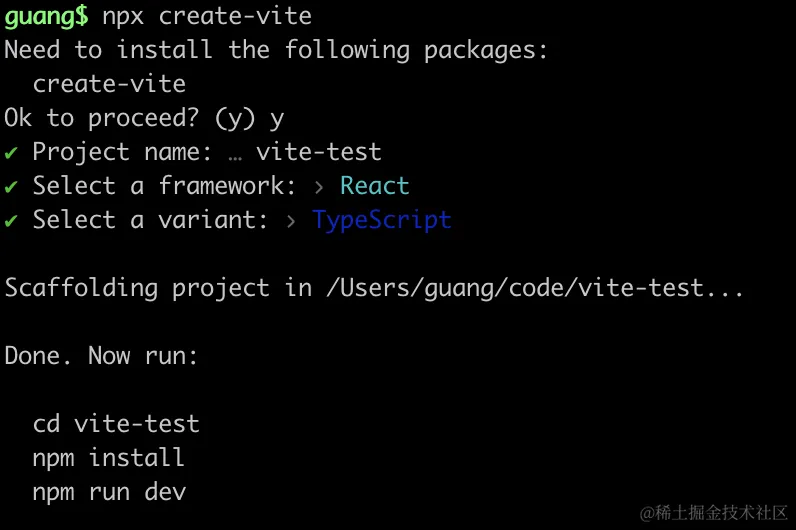 guang$ npx create-vite
Need to install the following packages:
  create-vite
Ok to proceed? (y) y
✔ Project name: … vite-test
✔ Select a framework: › React
✔ Select a variant: › TypeScript
Scaffolding project in /Users/guang/code/vite-test...
Done. Now run:
  cd vite-test
  npm install
  npm run dev
@稀土掘金技术社区